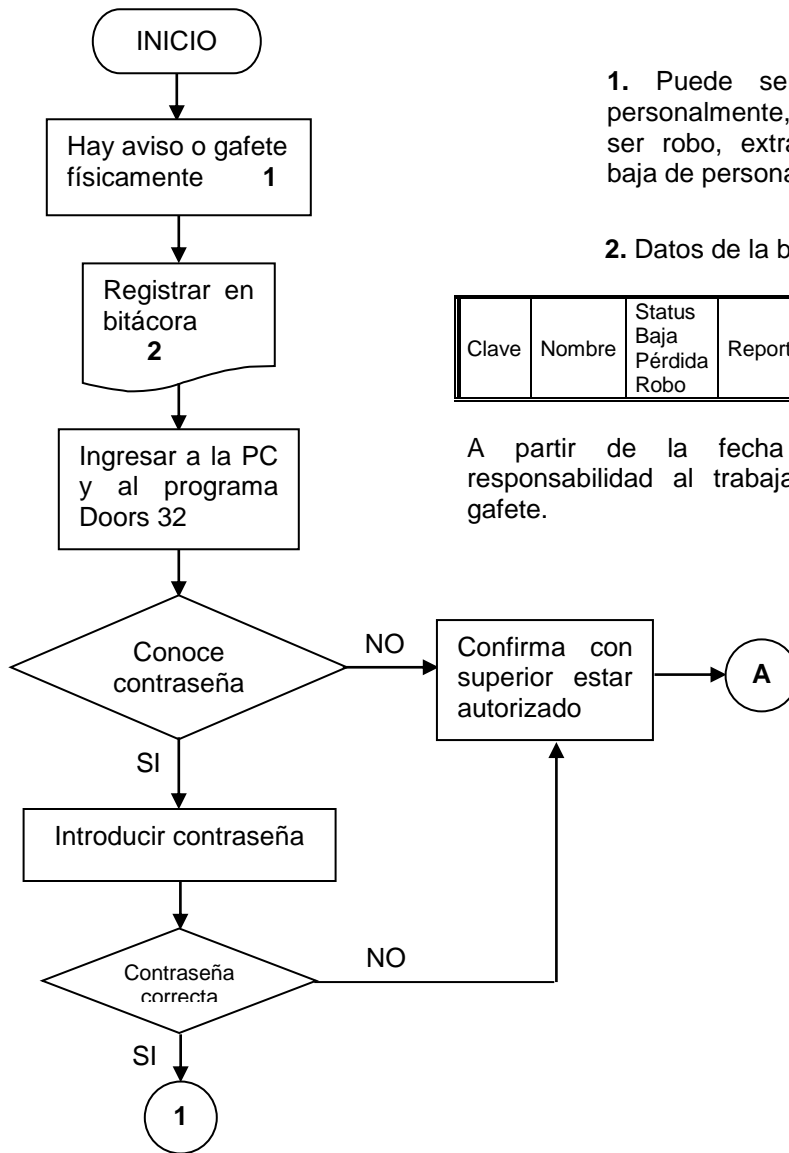 INICIO
Hay aviso o gafete
físicamente 1
Registrar en
bitácora
2
Ingresar a la PC
y al programa
Doors 32
Conoce
contraseña
NO
SI
Confirma con
superior estar
autorizado
A
Introducir contraseña
Contraseña
correcta
NO
SI
1
1. Puede se
personalmente,
ser robo, extra
baja de persona
2. Datos de la b
Clave
Nombre
Status
Baja
Pérdida
Robo
Report
A partir de la fecha
responsabilidad al trabaja
gafete.